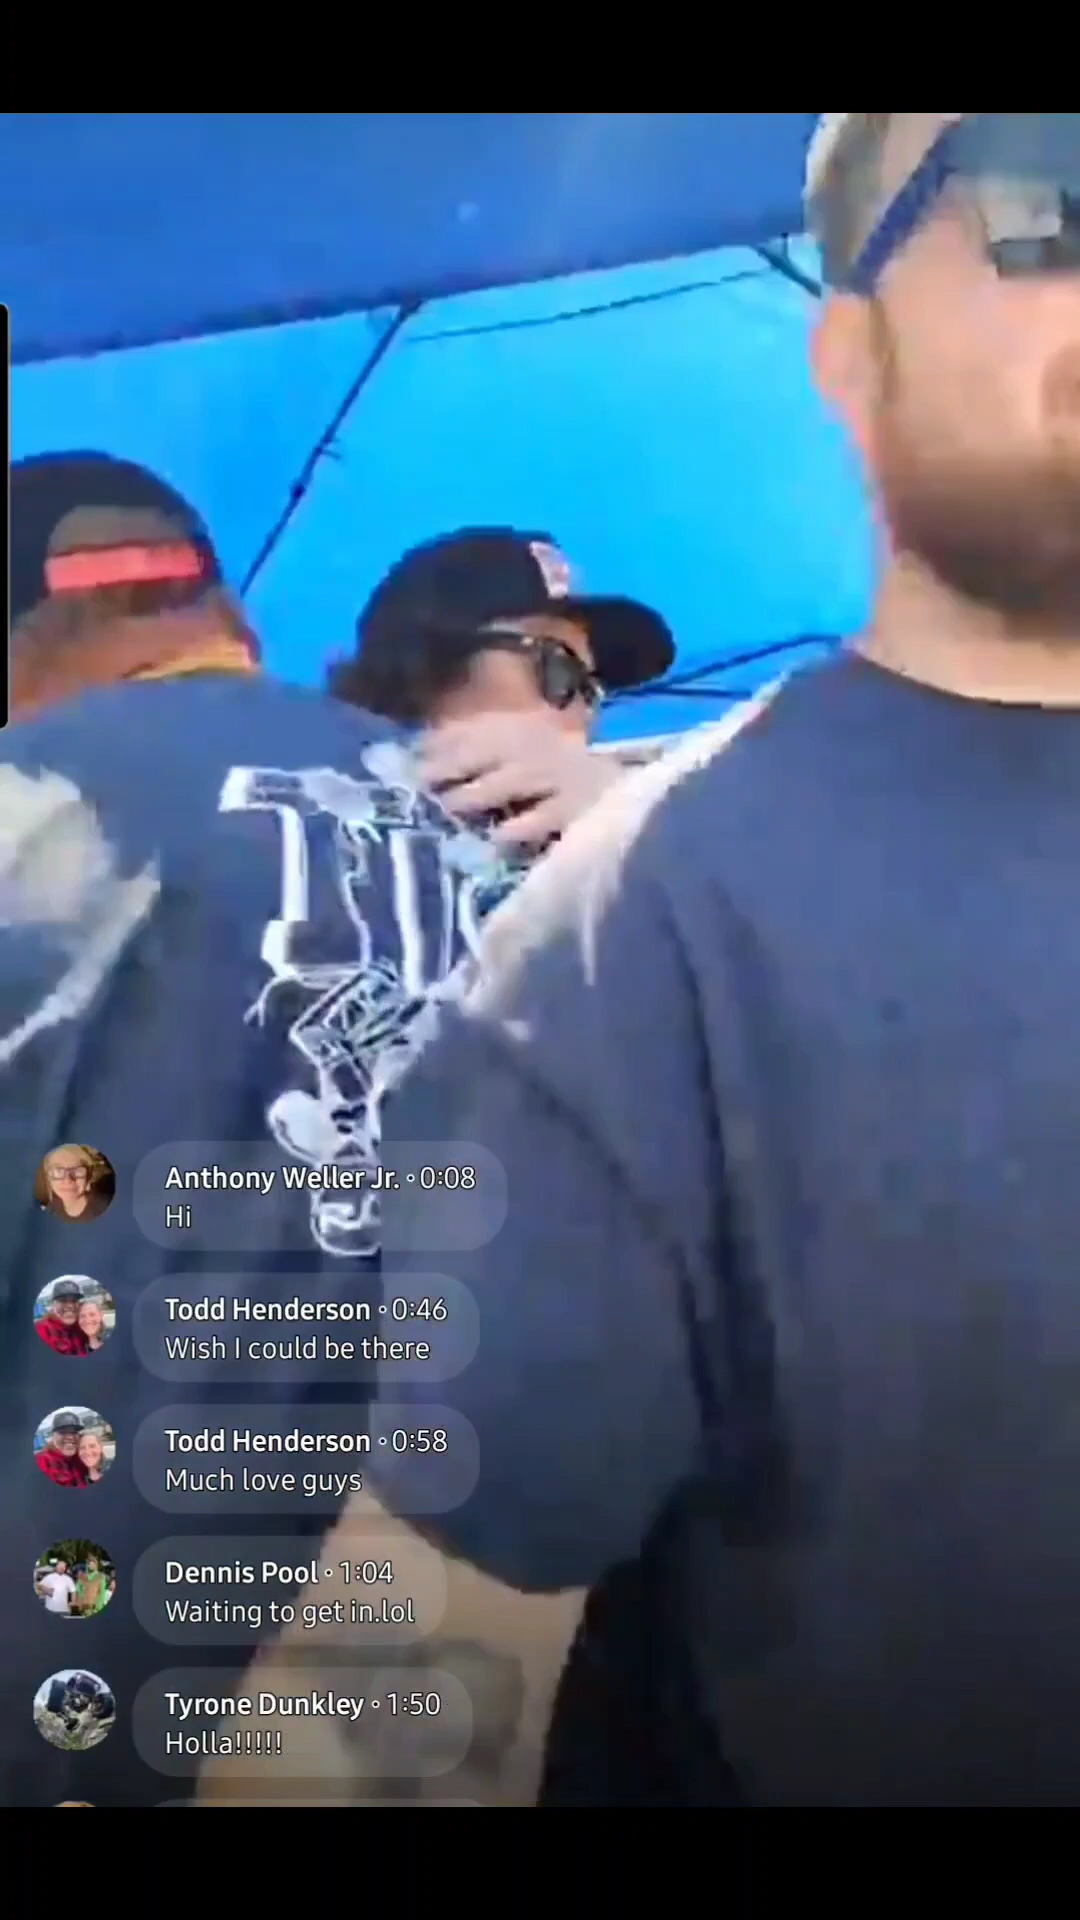 Anthony Weller Jr. • 0:08
Hi
Todd Henderson • 0:46
Wish I could be there
Todd Henderson • 0:58
Much love guys
Dennis Pool • 1:04
Waiting to get in.lol
Tyrone Dunkley • 1:50
Holla!!!!!